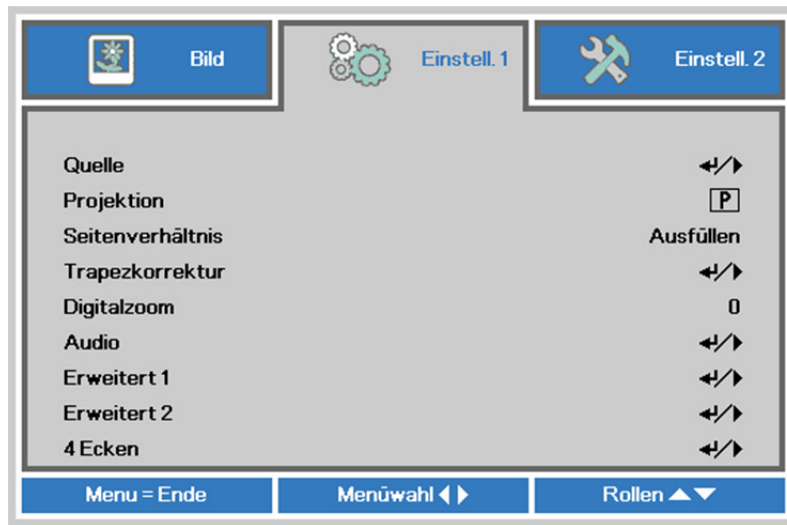 Bild
Einstell. 1
Einstell. 2
Quelle
Projektion P
Seitenverhältnis Ausfüllen
Trapezkorrektur
Digitalzoom 0
Audio
Erweitert 1
Erweitert 2
4 Ecken
Menu = Ende
Menüwahl
Rollen